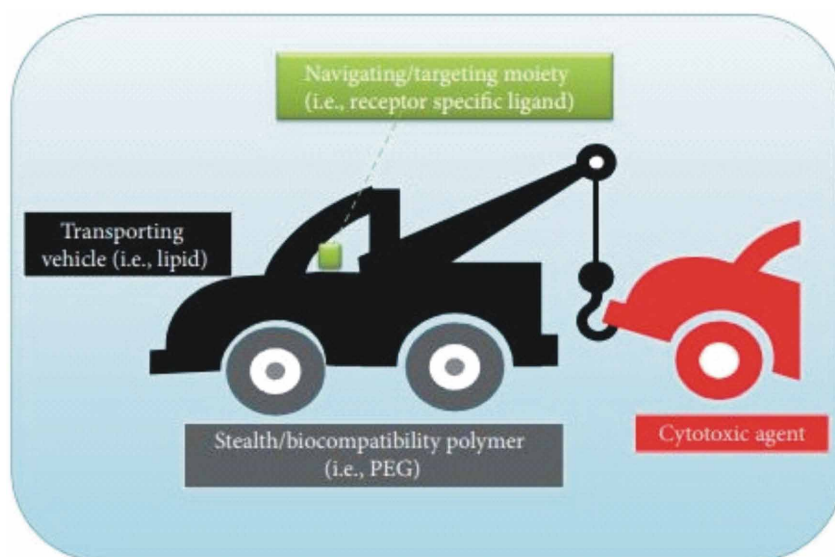 Navigating/targeting moiety
(i.e., receptor specific ligand)
Transporting
vehicle (i.e., lipid)
Stealth/biocompatibility polymer
(i.e., PEG)
Cytotoxic agent